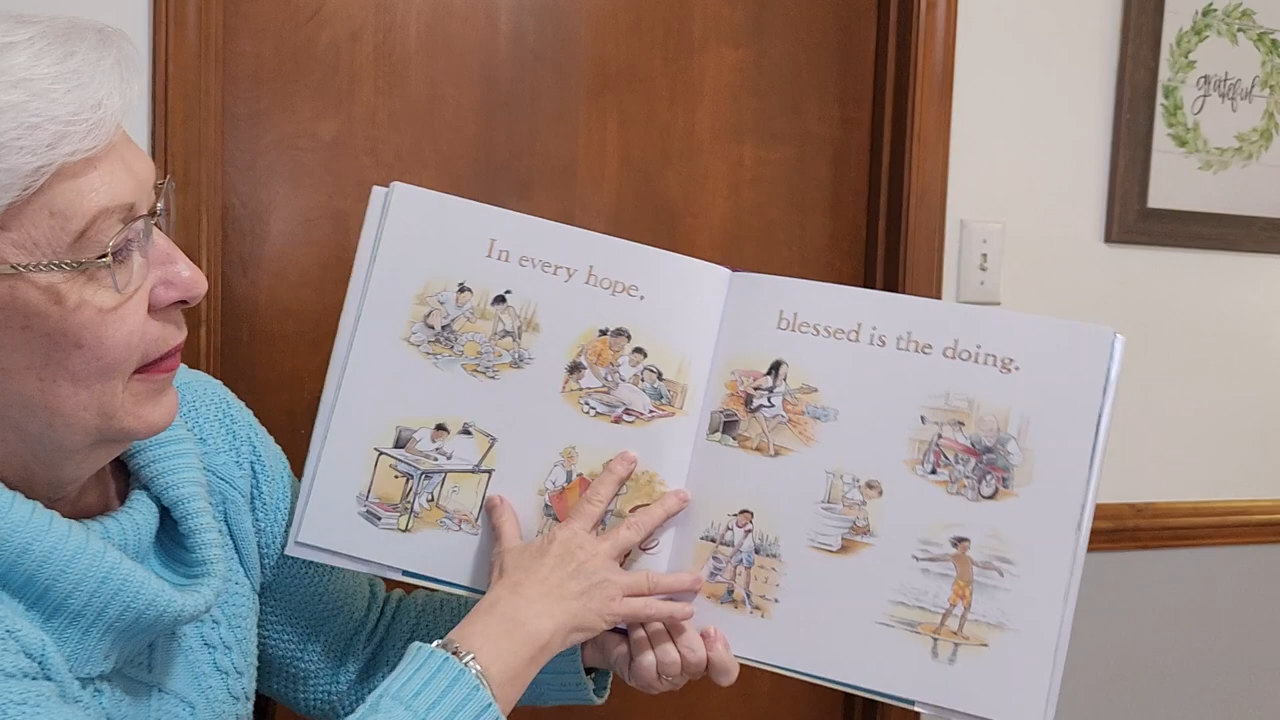 In every hope,
blessed is the doing.
grateful